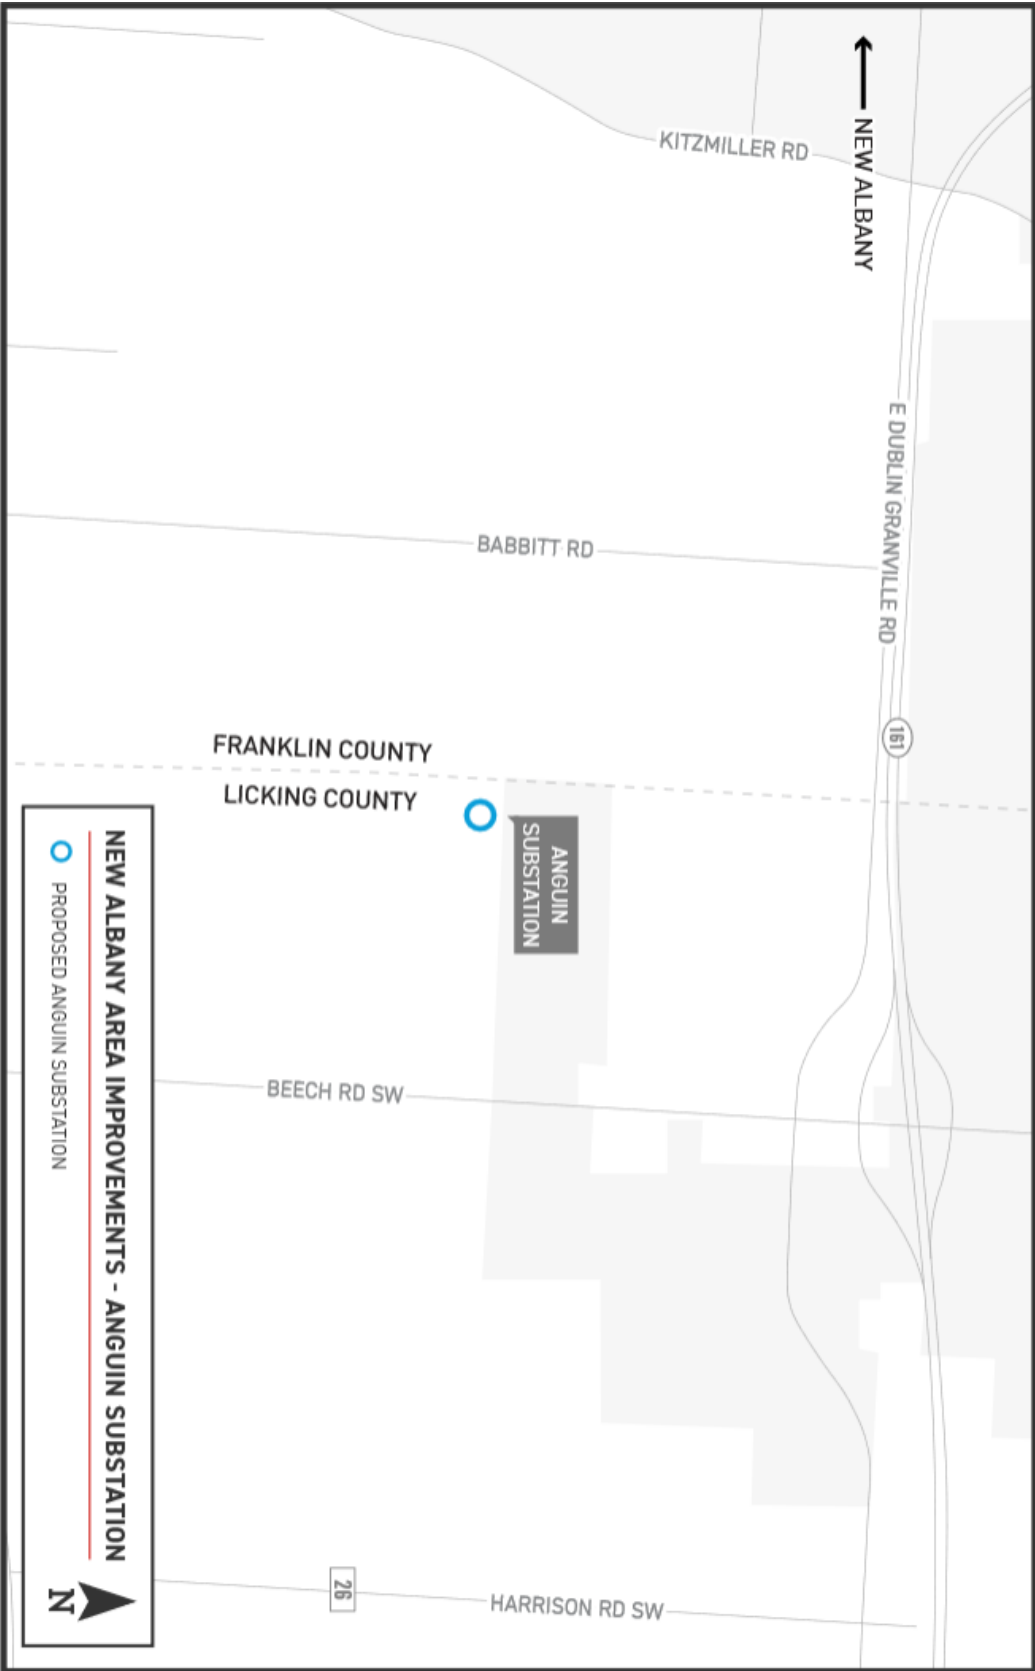 NEW ALBANY
KITZMILLER RD
E DUBLIN GRANVILLE RD
161
BABBITT RD
FRANKLIN COUNTY
LICKING COUNTY
ANGUIN
SUBSTATION
BEECH RD SW
HARRISON RD SW
26
NEW ALBANY AREA IMPROVEMENTS - ANGUIN SUBSTATION
PROPOSED ANGUIN SUBSTATION
N